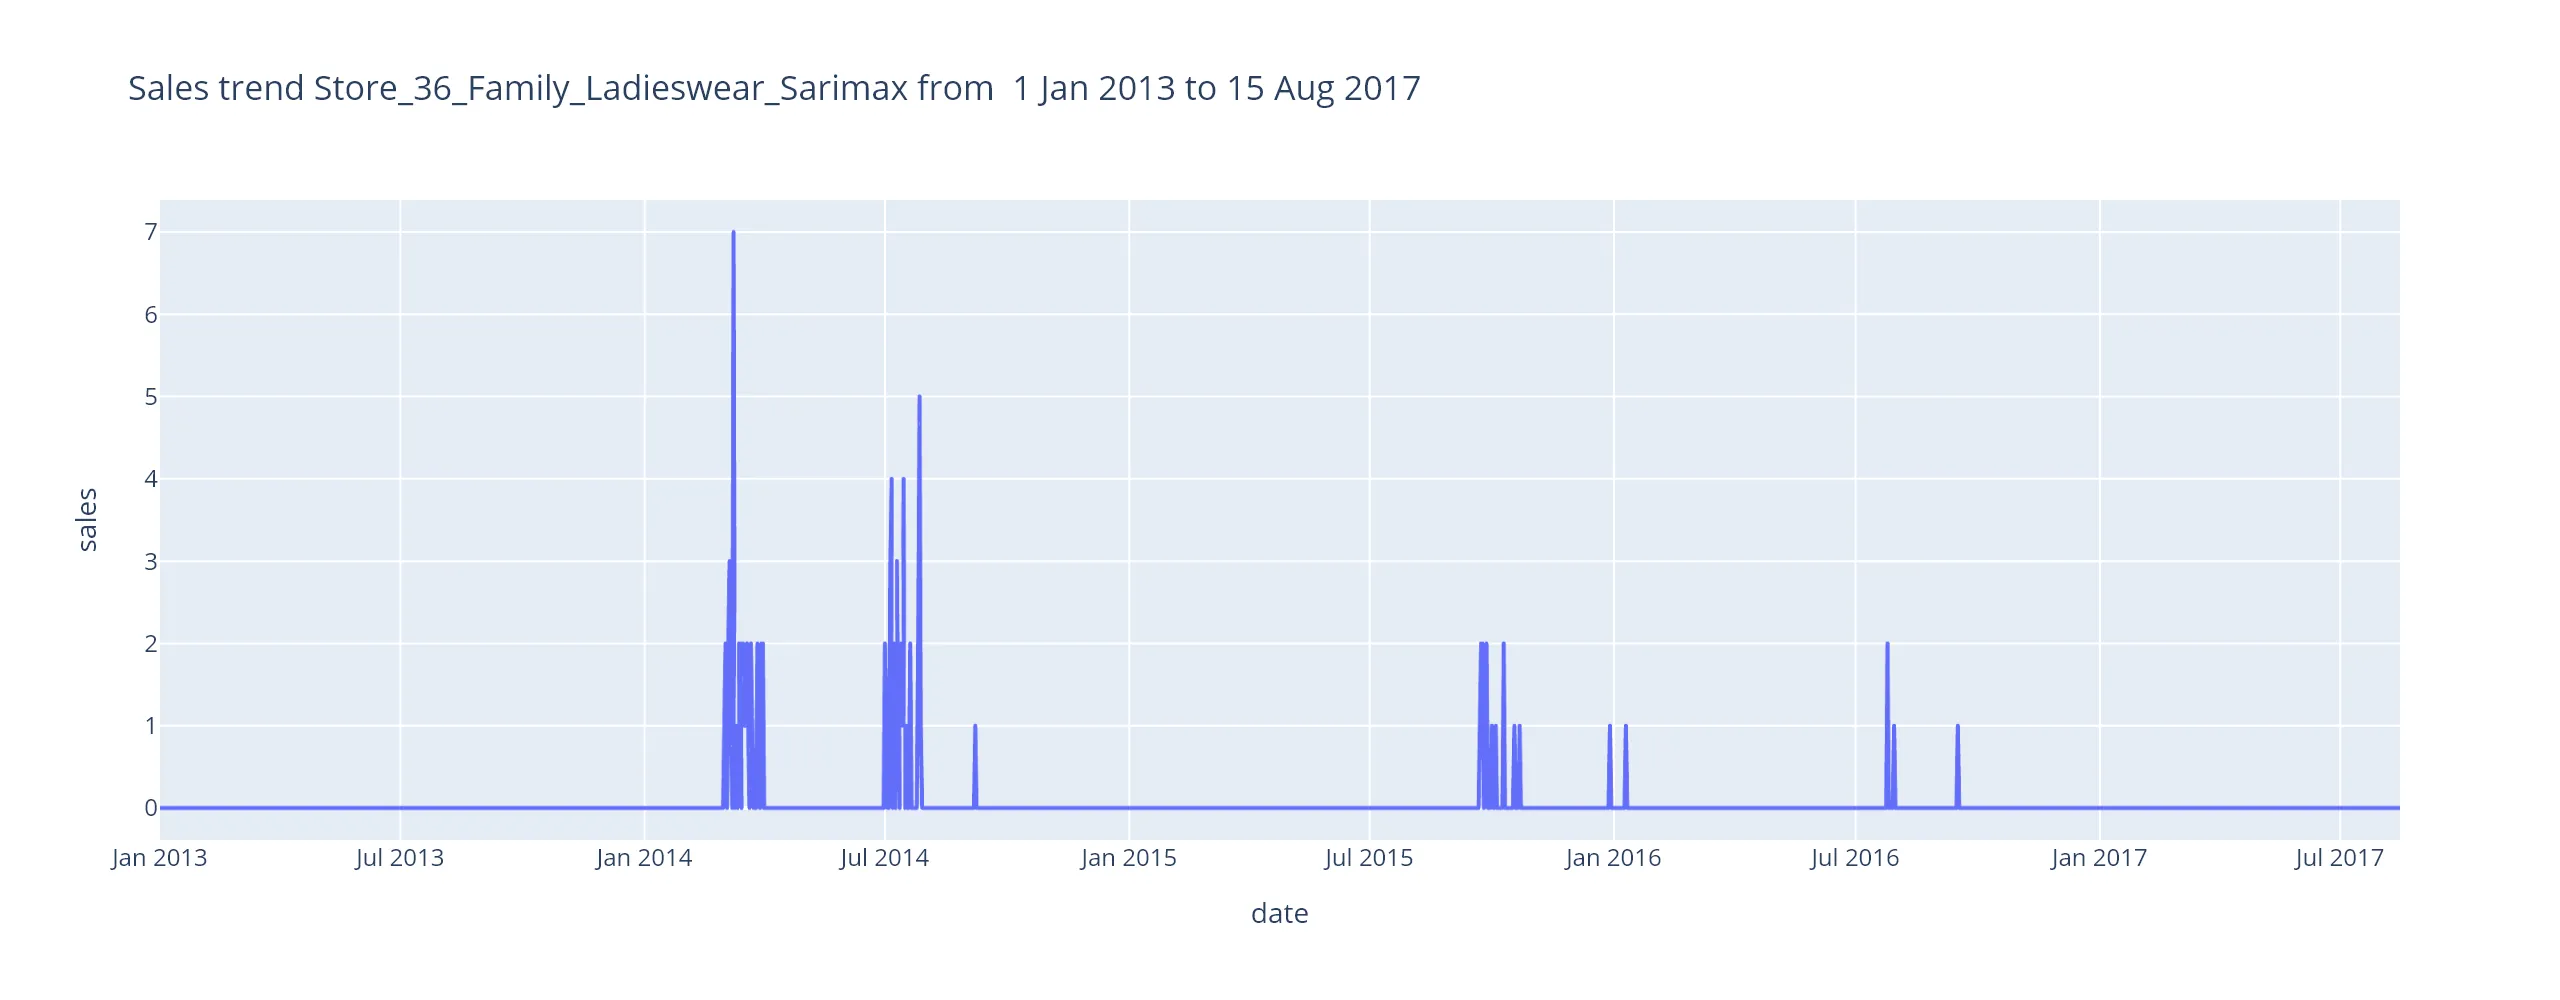 Sales trend Store_36_Family_Ladieswear_Sarimax from  1 Jan 2013 to 15 Aug 2017
7
6
5
4
3
2
1
0
sales
Jan 2013 Jul 2013 Jan 2014 Jul 2014 Jan 2015 Jul 2015 Jan 2016 Jul 2016 Jan 2017 Jul 2017
date